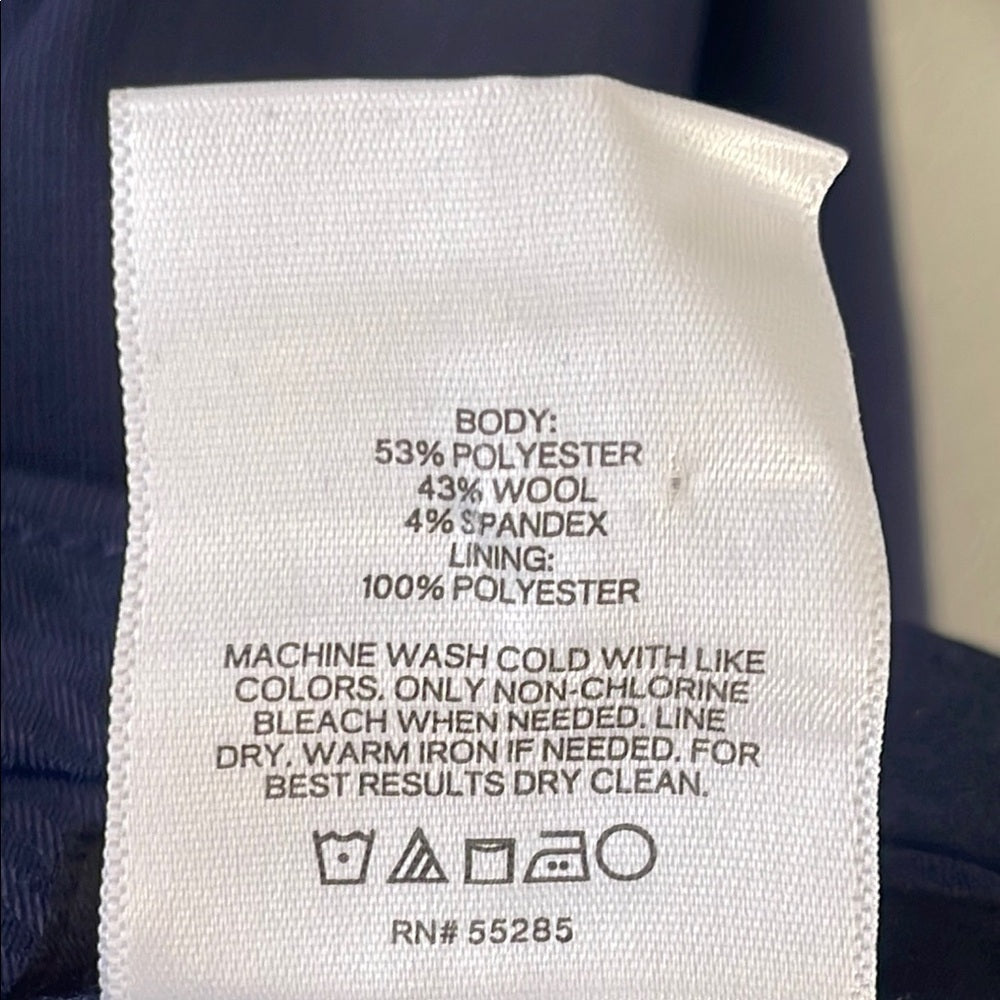 BODY:
53% POLYESTER
43% WOOL
4% SPANDEX
LINING:
100% POLYESTER
MACHINE WASH COLD WITH LIKE
COLORS. ONLY NON-CHLORINE
BLEACH WHEN NEEDED. LINE
DRY. WARM IRON IF NEEDED. FOR
BEST RESULTS DRY CLEAN.
RN# 55285